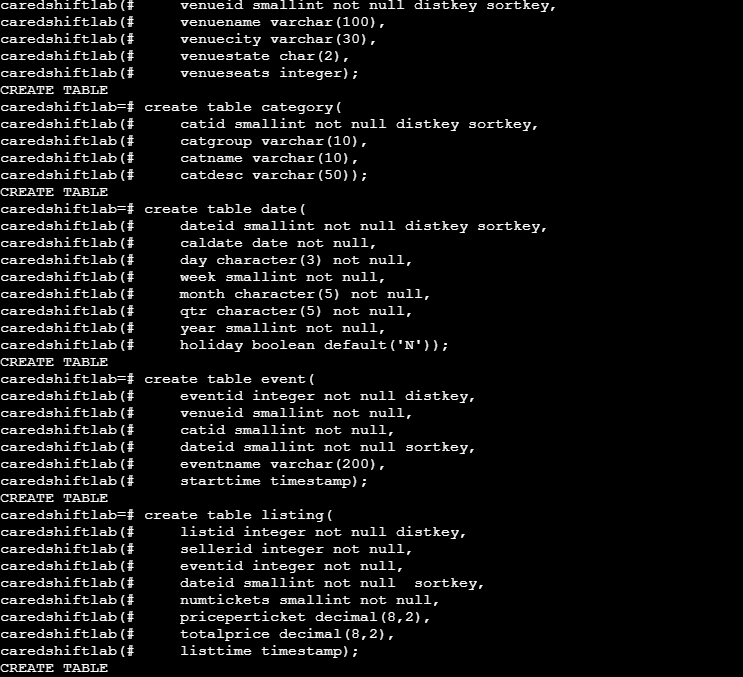 caredshiftlab(#     venueid smallint not null distkey sortkey,
caredshiftlab(#     venuename varchar(100),
caredshiftlab(#     venuecity varchar(30),
caredshiftlab(#     venuestate char(2),
caredshiftlab(#     venueseats integer);
CREATE TABLE
caredshiftlab=# create table category(
caredshiftlab(#     catid smallint not null distkey sortkey,
caredshiftlab(#     catgroup varchar(10),
caredshiftlab(#     catname varchar(10),
caredshiftlab(#     catdesc varchar(50));
CREATE TABLE
caredshiftlab=# create table date(
caredshiftlab(#     dateid smallint not null distkey sortkey,
caredshiftlab(#     caldate date not null,
caredshiftlab(#     day character(3) not null,
caredshiftlab(#     week smallint not null,
caredshiftlab(#     month character(5) not null,
caredshiftlab(#     qtr character(5) not null,
caredshiftlab(#     year smallint not null,
caredshiftlab(#     holiday boolean default('N'));
CREATE TABLE
caredshiftlab=# create table event(
caredshiftlab(#     eventid integer not null distkey,
caredshiftlab(#     venueid smallint not null,
caredshiftlab(#     catid smallint not null,
caredshiftlab(#     dateid smallint not null sortkey,
caredshiftlab(#     eventname varchar(200),
caredshiftlab(#     starttime timestamp);
CREATE TABLE
caredshiftlab=# create table listing(
caredshiftlab(#     listid integer not null distkey,
caredshiftlab(#     sellerid integer not null,
caredshiftlab(#     eventid integer not null,
caredshiftlab(#     dateid smallint not null  sortkey,
caredshiftlab(#     numtickets smallint not null,
caredshiftlab(#     priceperticket decimal(8,2),
caredshiftlab(#     totalprice decimal(8,2),
caredshiftlab(#     listtime timestamp);
CREATE TABLE